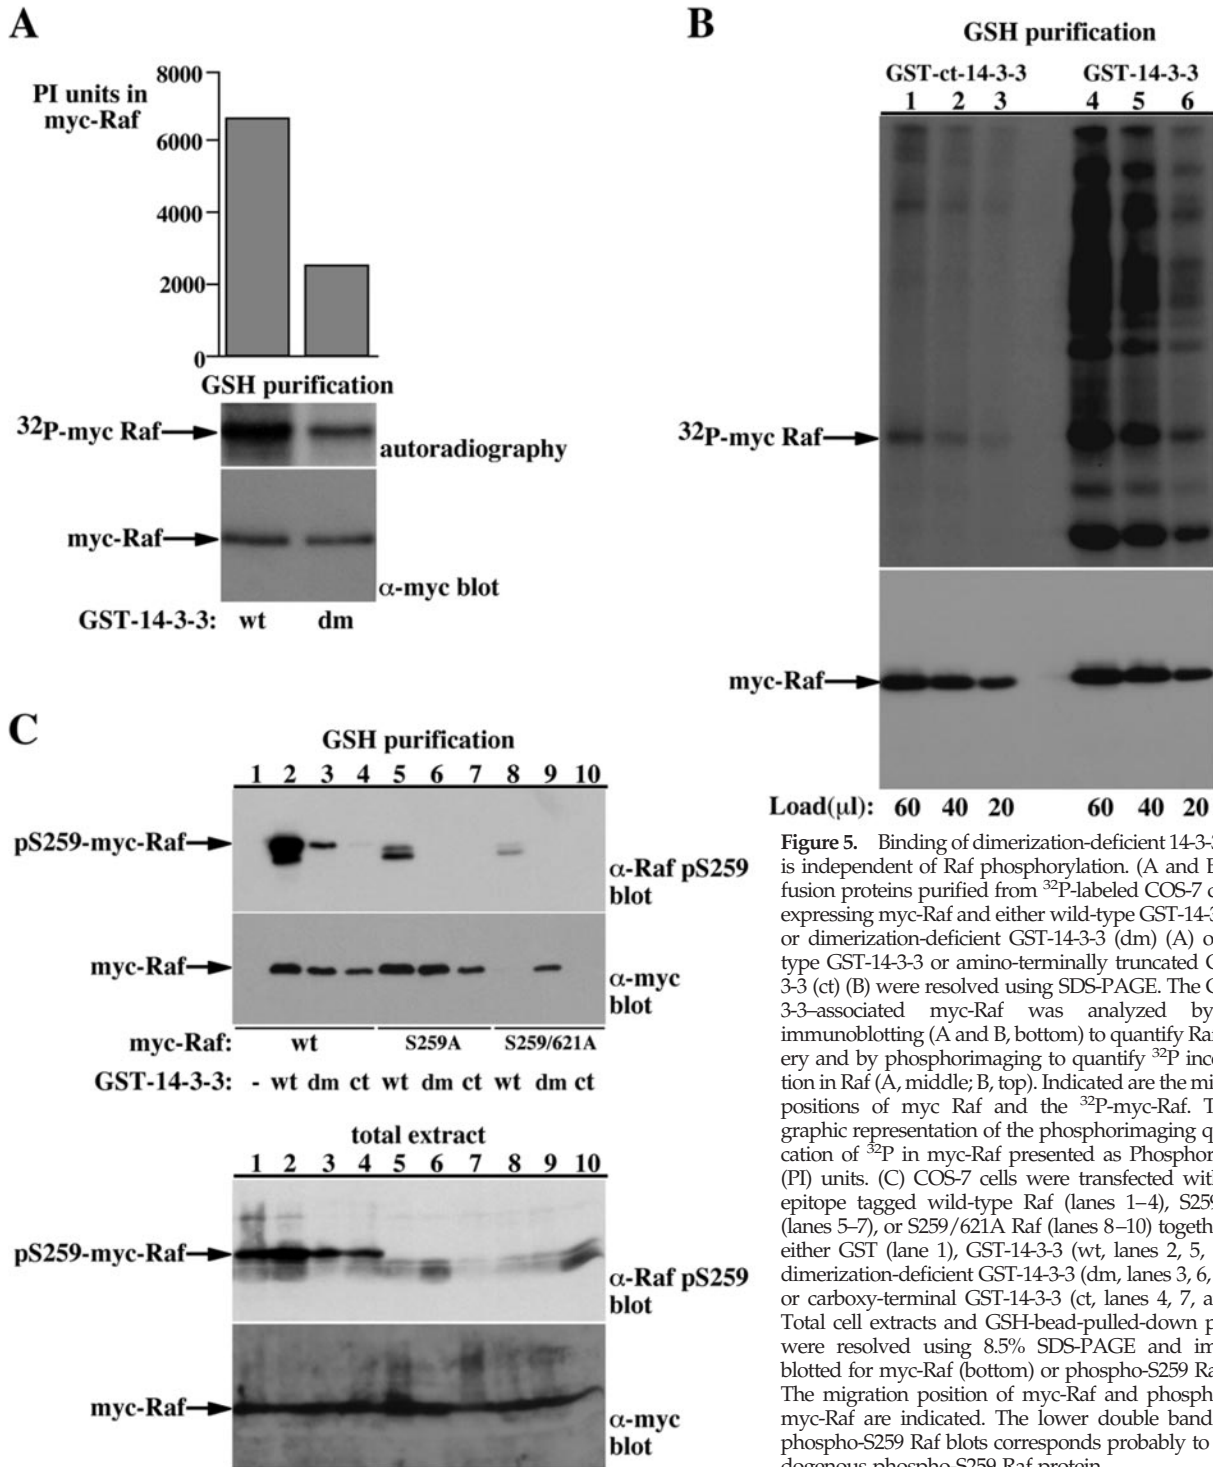 A
PI units in
myc-Raf
8000
6000
4000
2000
0
GSH purification
32P-myc Raf
autoradiography
myc-Raf
α-myc blot
GST-14-3-3: wt dm
B
GSH purification
GST-ct-14-3-3 GST-14-3-3
1 2 3 4 5 6
32P-myc Raf
myc-Raf
Load(µl): 60 40 20 60 40 20
C
GSH purification
1 2 3 4 5 6 7 8 9 10
pS259-myc-Raf
α-Raf pS259
blot
myc-Raf
α-myc
blot
myc-Raf: wt S259A S259/621A
GST-14-3-3: - wt dm ct wt dm ct wt dm ct
total extract
1 2 3 4 5 6 7 8 9 10
pS259-myc-Raf
α-Raf pS259
blot
myc-Raf
α-myc
blot
Figure 5. Binding of dimerization-deficient 14-3-3
is independent of Raf phosphorylation. (A and B
fusion proteins purified from 32P-labeled COS-7 c
expressing myc-Raf and either wild-type GST-14-3
or dimerization-deficient GST-14-3-3 (dm) (A) o
type GST-14-3-3 or amino-terminally truncated G
3-3 (ct) (B) were resolved using SDS-PAGE. The G
3-3–associated myc-Raf was analyzed by
immunoblotting (A and B, bottom) to quantify Raf
ery and by phosphorimaging to quantify 32P inco
tion in Raf (A, middle; B, top). Indicated are the mi
positions of myc Raf and the 32P-myc-Raf. T
graphic representation of the phosphorimaging q
cation of 32P in myc-Raf presented as Phosphor
(PI) units. (C) COS-7 cells were transfected with
epitope tagged wild-type Raf (lanes 1–4), S259
(lanes 5–7), or S259/621A Raf (lanes 8–10) togeth
either GST (lane 1), GST-14-3-3 (wt, lanes 2, 5,
dimerization-deficient GST-14-3-3 (dm, lanes 3, 6,
or carboxy-terminal GST-14-3-3 (ct, lanes 4, 7, a
Total cell extracts and GSH-bead-pulled-down p
were resolved using 8.5% SDS-PAGE and im
blotted for myc-Raf (bottom) or phospho-S259 Ra
The migration position of myc-Raf and phosph
myc-Raf are indicated. The lower double band
phospho-S259 Raf blots corresponds probably to
dogenous phospho-S259 Raf protein